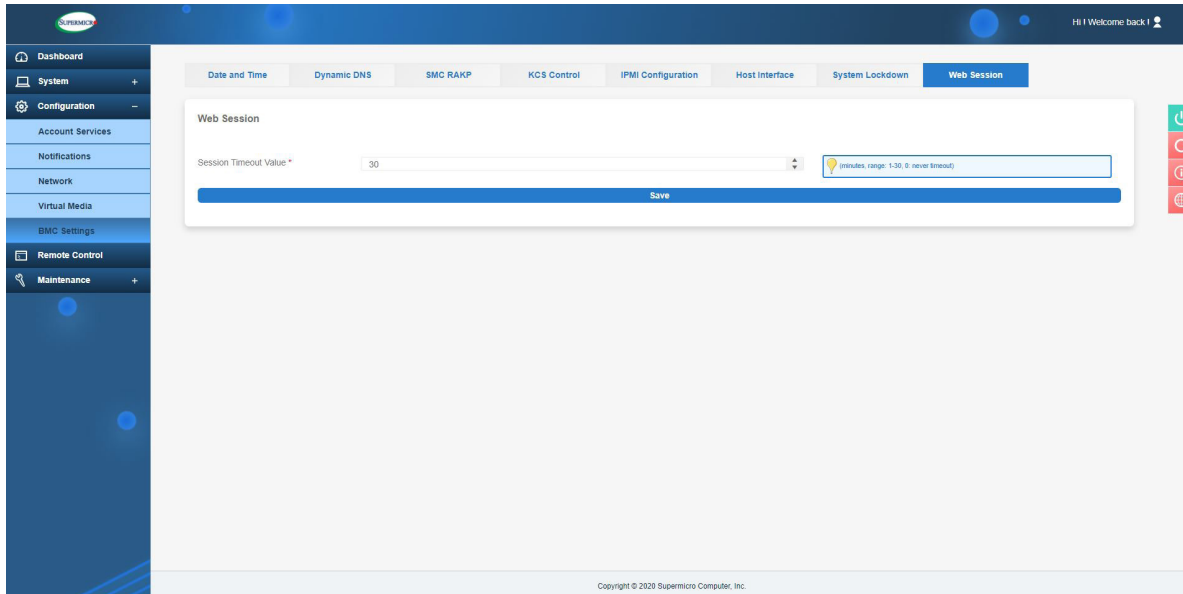 SUPERMICRO
Hi ! Welcome back !
Dashboard
System +
Configuration −
Account Services
Notifications
Network
Virtual Media
BMC Settings
Remote Control
Maintenance +
Date and Time
Dynamic DNS
SMC RAKP
KCS Control
IPMI Configuration
Host Interface
System Lockdown
Web Session
Web Session
Session Timeout Value *
30
(minutes, range: 1-30, 0: never timeout)
Save
Copyright © 2020 Supermicro Computer, Inc.